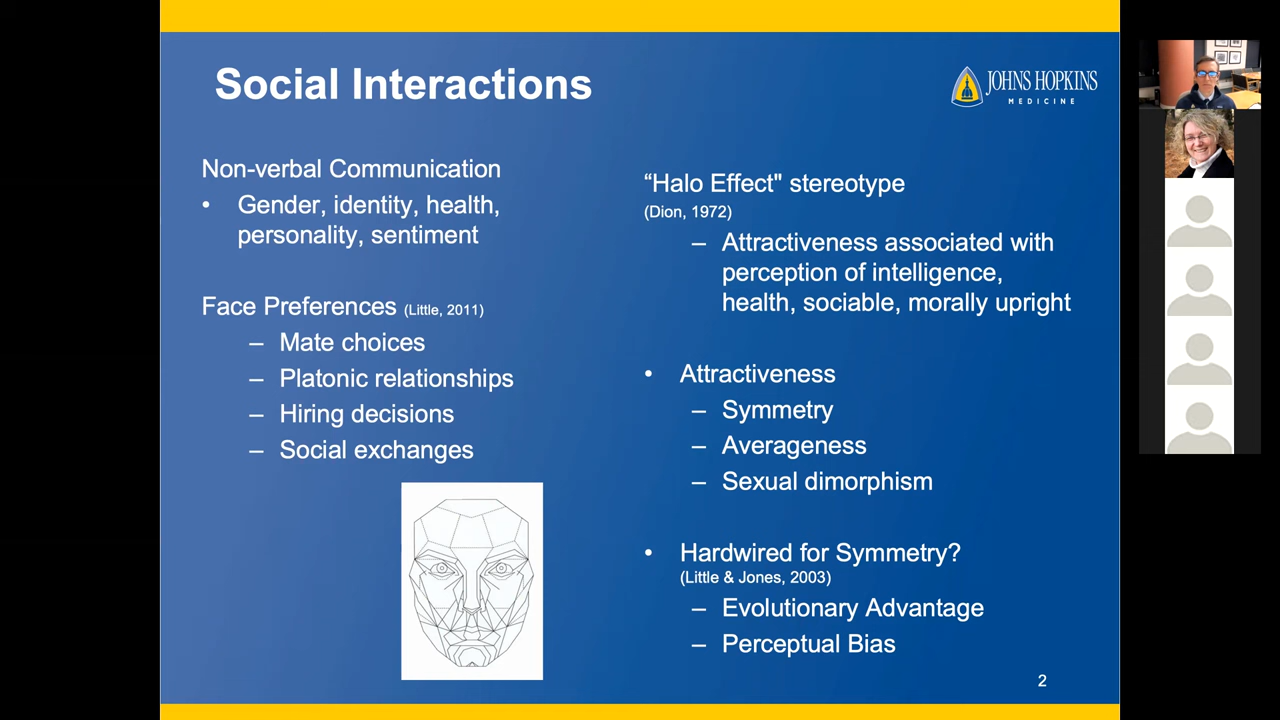 Social Interactions
JOHNS HOPKINS
MEDICINE
Non-verbal Communication
• Gender, identity, health,
personality, sentiment
Face Preferences (Little, 2011)
– Mate choices
– Platonic relationships
– Hiring decisions
– Social exchanges
“Halo Effect" stereotype
(Dion, 1972)
– Attractiveness associated with
perception of intelligence,
health, sociable, morally upright
• Attractiveness
– Symmetry
– Averageness
– Sexual dimorphism
• Hardwired for Symmetry?
(Little & Jones, 2003)
– Evolutionary Advantage
– Perceptual Bias
2